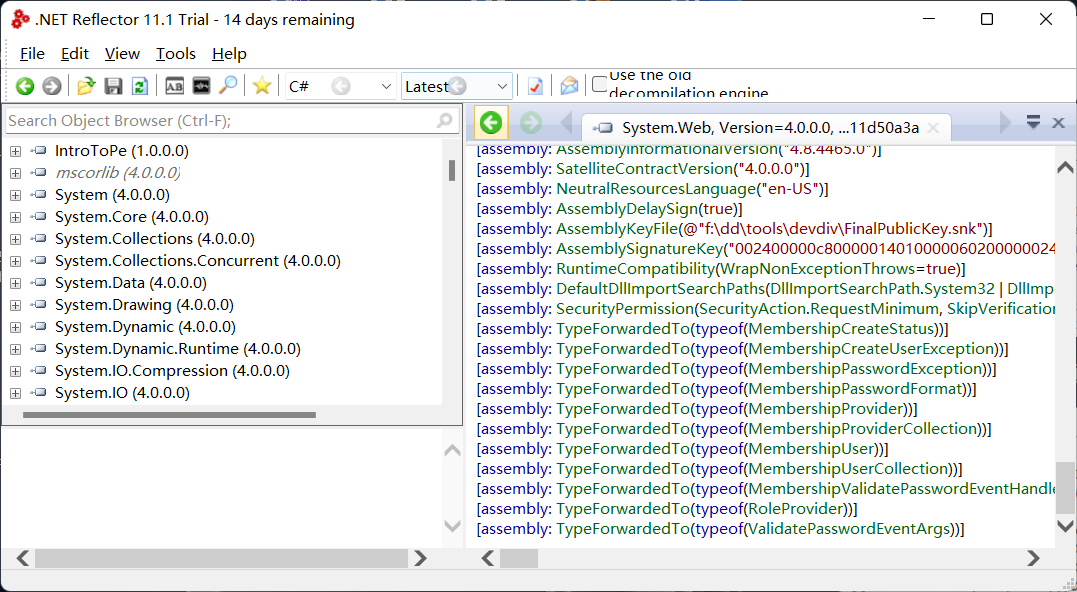 .NET Reflector 11.1 Trial - 14 days remaining
File Edit View Tools Help
C# Latest Use the old
decompilation engine
Search Object Browser (Ctrl-F);
IntroToPe (1.0.0.0)
mscorlib (4.0.0.0)
System (4.0.0.0)
System.Core (4.0.0.0)
System.Collections (4.0.0.0)
System.Collections.Concurrent (4.0.0.0)
System.Data (4.0.0.0)
System.Drawing (4.0.0.0)
System.Dynamic (4.0.0.0)
System.Dynamic.Runtime (4.0.0.0)
System.IO.Compression (4.0.0.0)
System.IO (4.0.0.0)
System.Web, Version=4.0.0.0, ...11d50a3a
[assembly: AssemblyInformationalVersion("4.8.4465.0")]
[assembly: SatelliteContractVersion("4.0.0.0")]
[assembly: NeutralResourcesLanguage("en-US")]
[assembly: AssemblyDelaySign(true)]
[assembly: AssemblyKeyFile(@"f:\dd\tools\devdiv\FinalPublicKey.snk")]
[assembly: AssemblySignatureKey("002400000c80000014010000060200000024
[assembly: RuntimeCompatibility(WrapNonExceptionThrows=true)]
[assembly: DefaultDllImportSearchPaths(DllImportSearchPath.System32 | DllImp
[assembly: SecurityPermission(SecurityAction.RequestMinimum, SkipVerification
[assembly: TypeForwardedTo(typeof(MembershipCreateStatus))]
[assembly: TypeForwardedTo(typeof(MembershipCreateUserException))]
[assembly: TypeForwardedTo(typeof(MembershipPasswordException))]
[assembly: TypeForwardedTo(typeof(MembershipPasswordFormat))]
[assembly: TypeForwardedTo(typeof(MembershipProvider))]
[assembly: TypeForwardedTo(typeof(MembershipProviderCollection))]
[assembly: TypeForwardedTo(typeof(MembershipUser))]
[assembly: TypeForwardedTo(typeof(MembershipUserCollection))]
[assembly: TypeForwardedTo(typeof(MembershipValidatePasswordEventHandle
[assembly: TypeForwardedTo(typeof(RoleProvider))]
[assembly: TypeForwardedTo(typeof(ValidatePasswordEventArgs))]